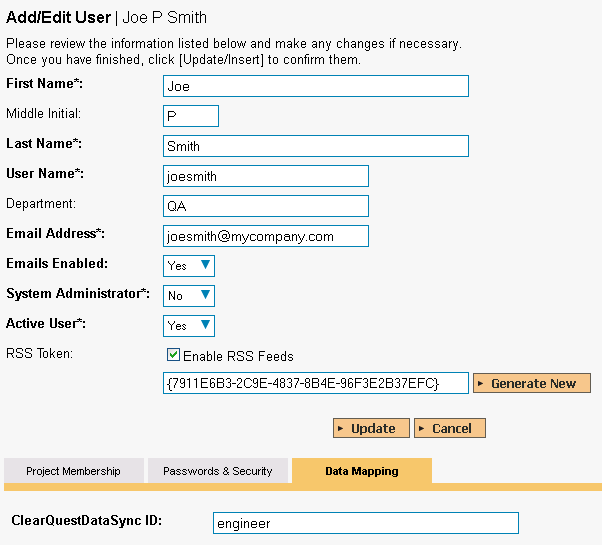 Add/Edit User | Joe P Smith
Please review the information listed below and make any changes if necessary.
Once you have finished, click [Update/Insert] to confirm them.
First Name*: Joe
Middle Initial: P
Last Name*: Smith
User Name*: joesmith
Department: QA
Email Address*: joesmith@mycompany.com
Emails Enabled: Yes
System Administrator*: No
Active User*: Yes
RSS Token: Enable RSS Feeds
{7911E6B3-2C9E-4837-8B4E-96F3E2B37EFC} Generate New
Update Cancel
Project Membership Passwords & Security Data Mapping
ClearQuestDataSync ID: engineer